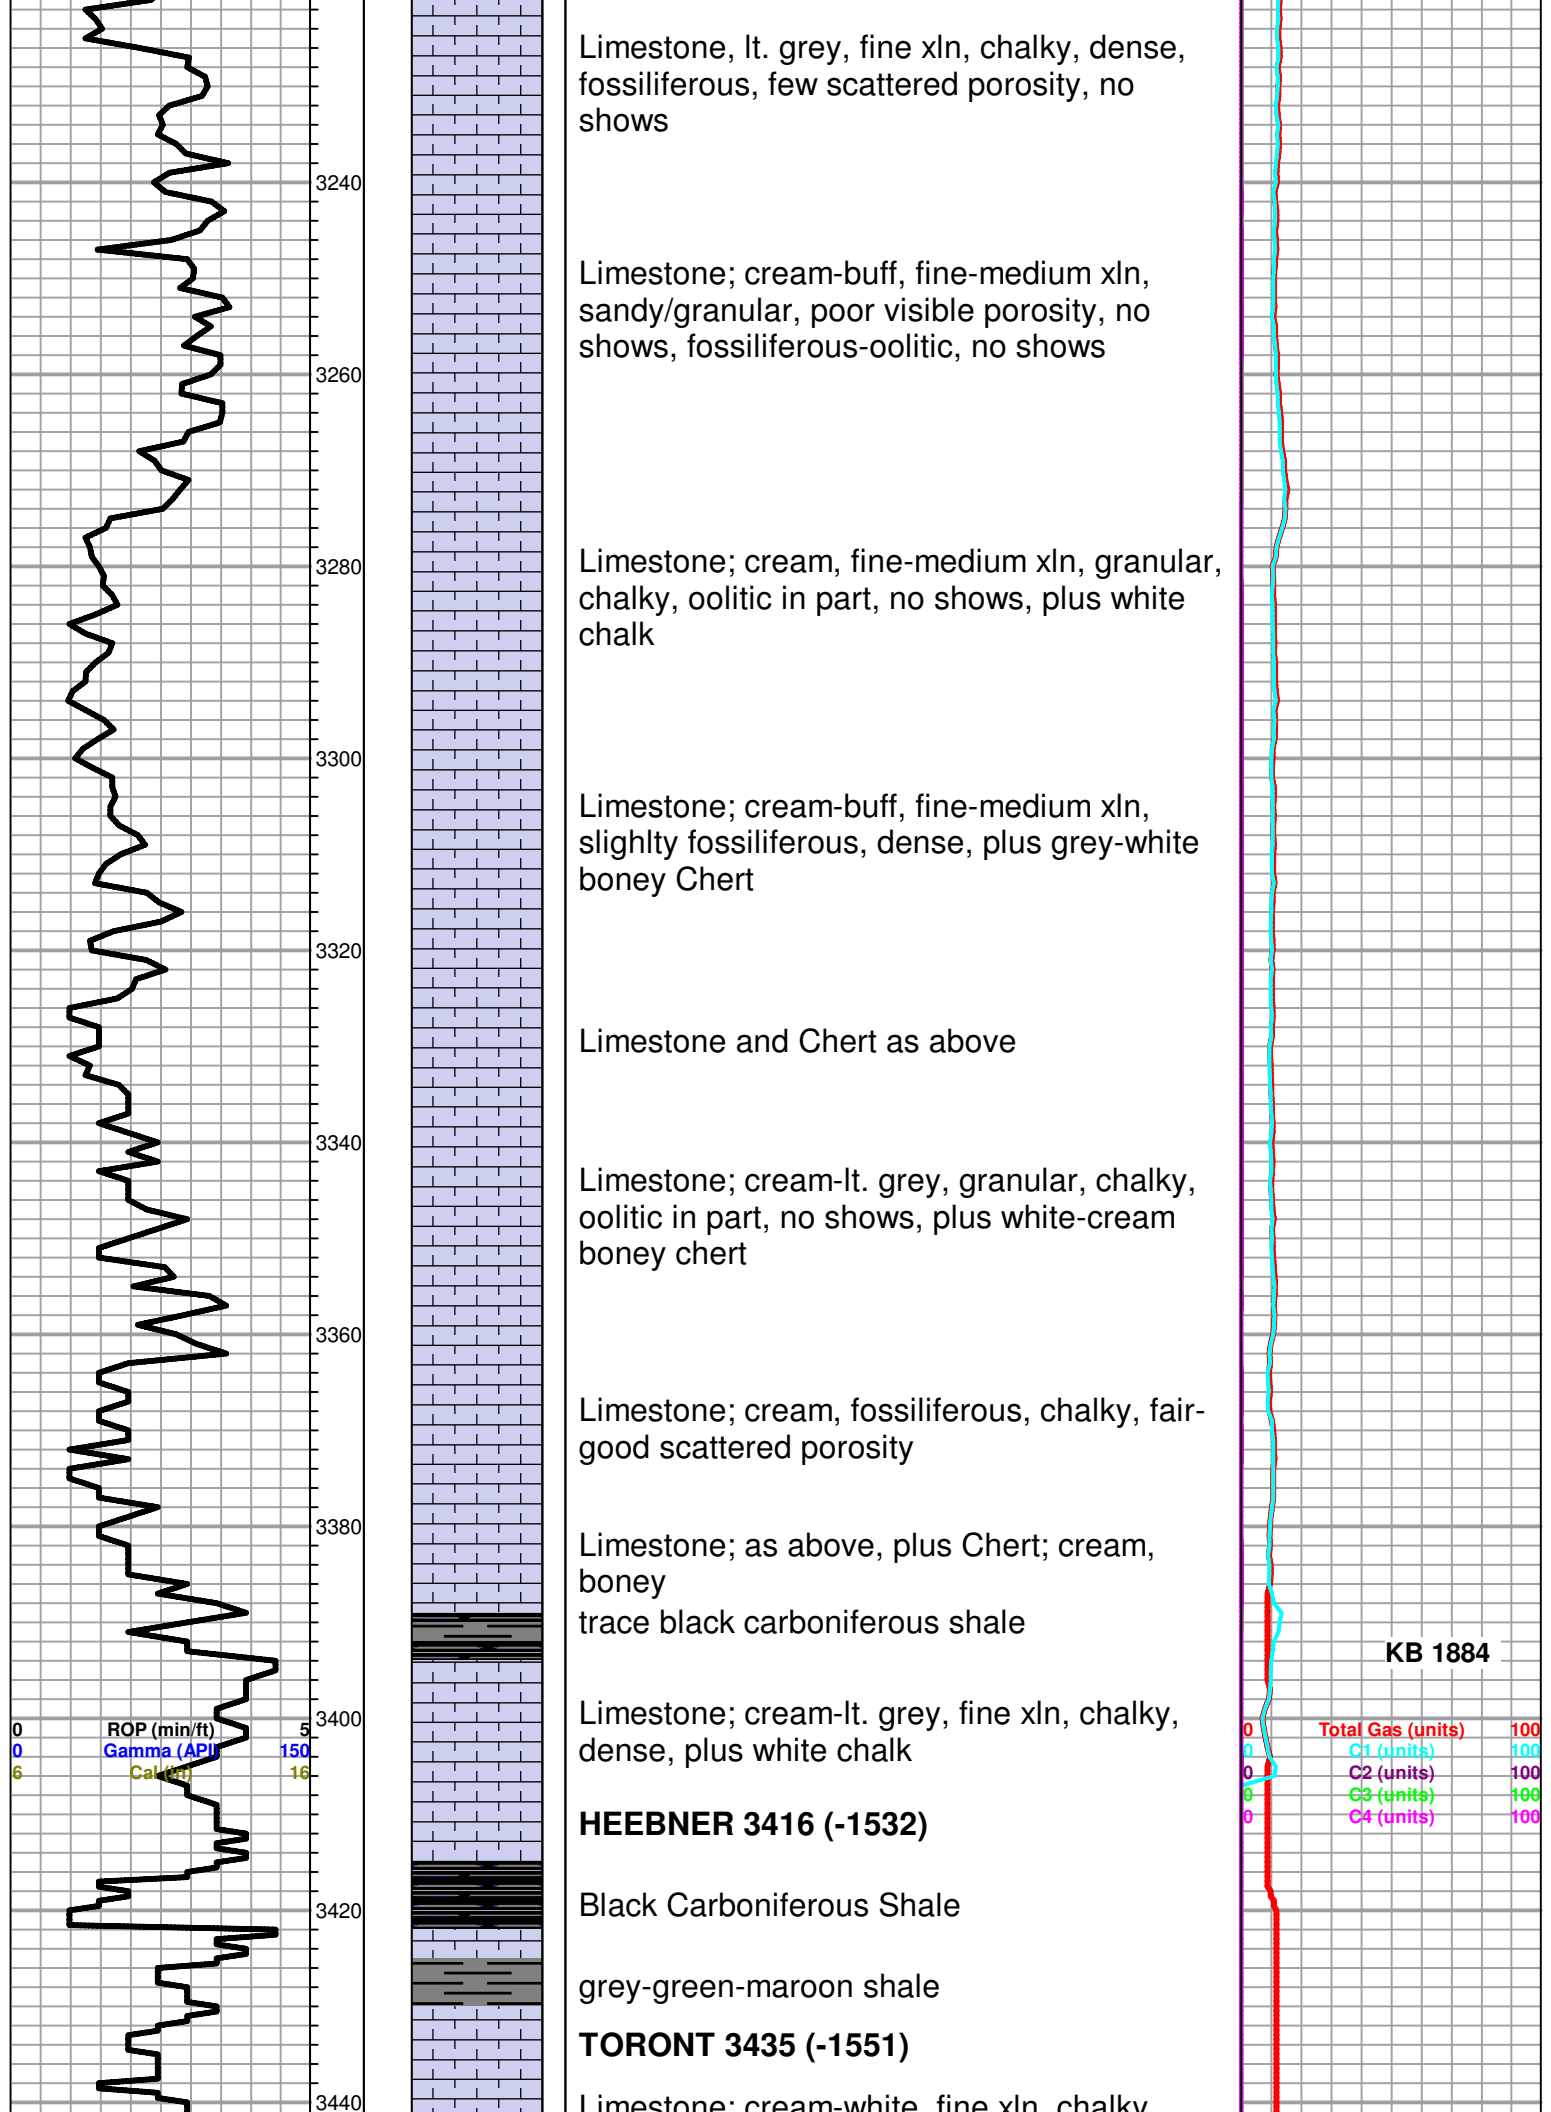 Limestone, lt. grey, fine xln, chalky, dense,
fossiliferous, few scattered porosity, no
shows
3240
Limestone; cream-buff, fine-medium xln,
sandy/granular, poor visible porosity, no
shows, fossiliferous-oolitic, no shows
3260
Limestone; cream, fine-medium xln, granular,
chalky, oolitic in part, no shows, plus white
chalk
3280
3300
Limestone; cream-buff, fine-medium xln,
slighlty fossiliferous, dense, plus grey-white
boney Chert
3320
Limestone and Chert as above
3340
Limestone; cream-lt. grey, granular, chalky,
oolitic in part, no shows, plus white-cream
boney chert
3360
Limestone; cream, fossiliferous, chalky, fair-
good scattered porosity
3380
Limestone; as above, plus Chert; cream,
boney
trace black carboniferous shale
KB 1884
3400
Limestone; cream-lt. grey, fine xln, chalky,
dense, plus white chalk
0 ROP (min/ft) 5
0 Gamma (API) 150
6 Cal (in) 16
0 Total Gas (units) 100
0 C1 (units) 100
0 C2 (units) 100
0 C3 (units) 100
0 C4 (units) 100
HEEBNER 3416 (-1532)
3420
Black Carboniferous Shale
grey-green-maroon shale
TORONT 3435 (-1551)
3440
Limestone; cream-white, fine xln, chalky